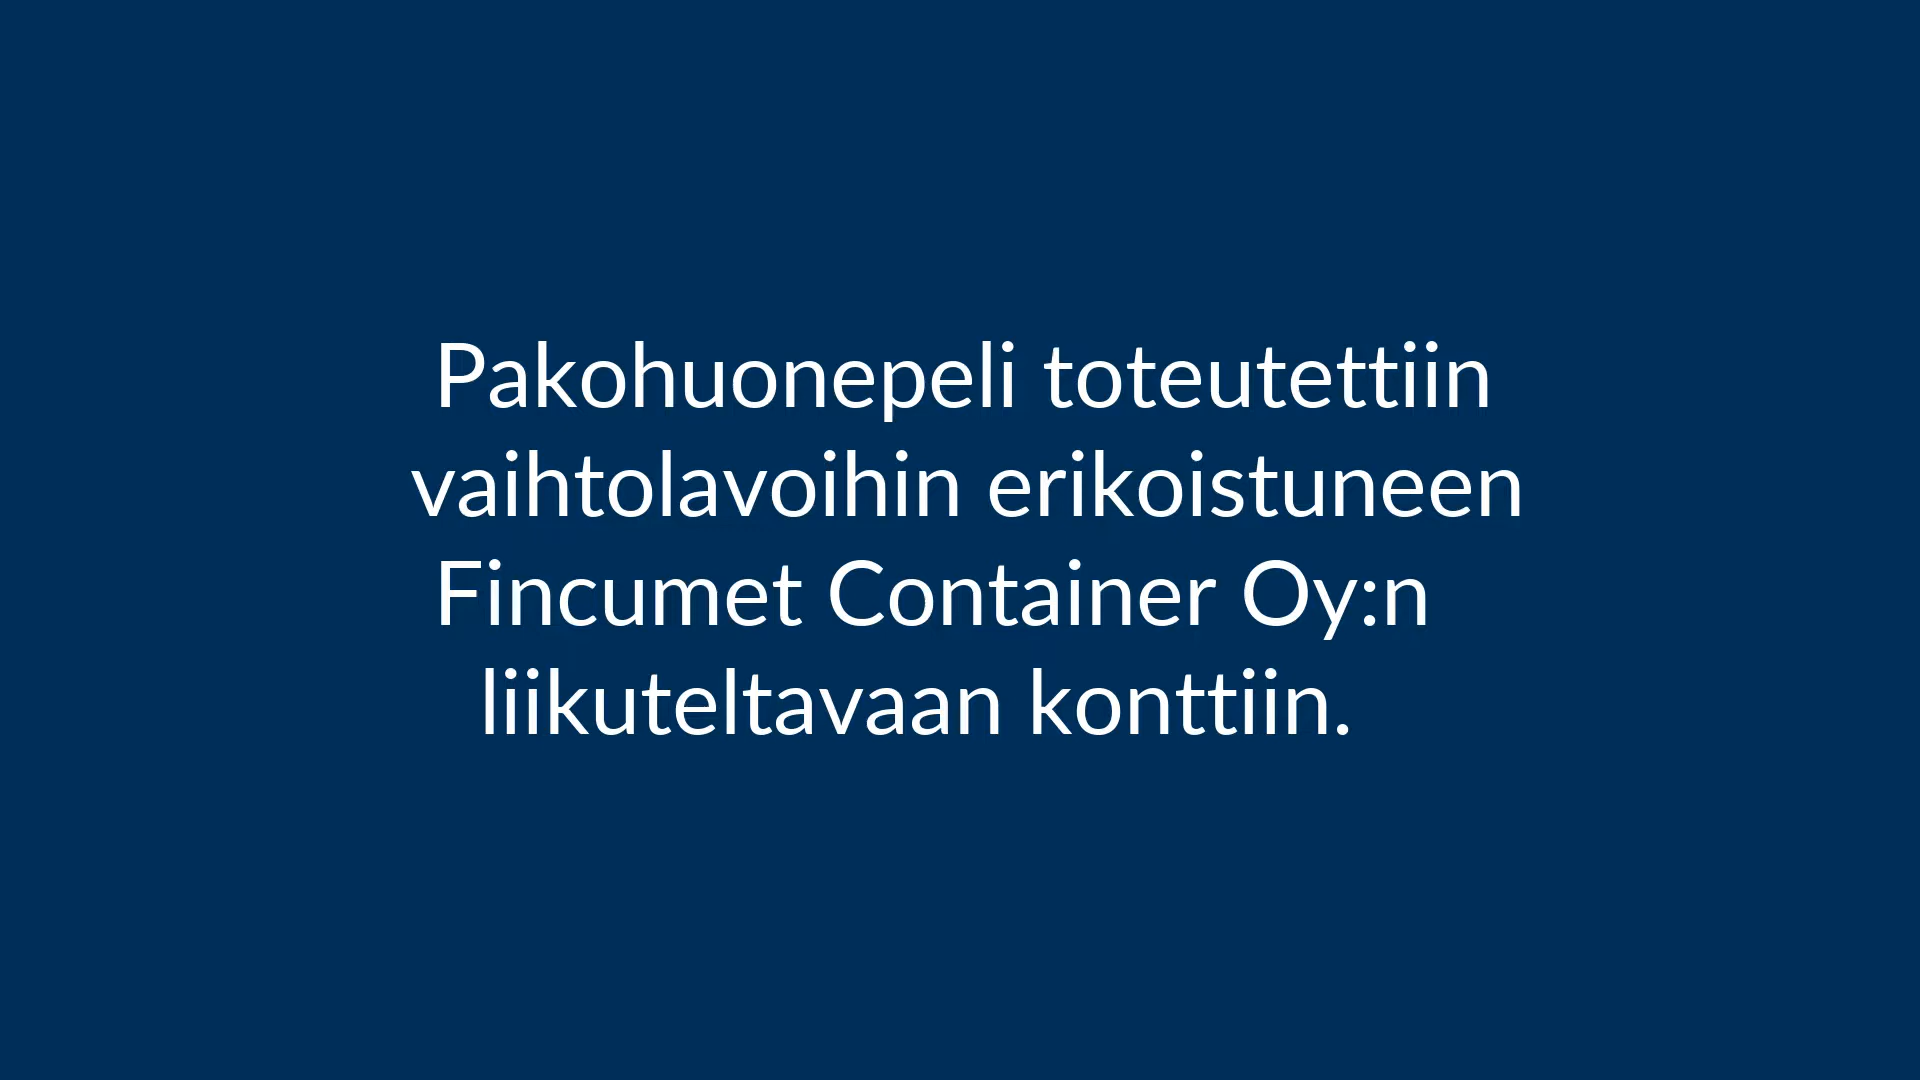 Pakohuonepeli toteutettiin
vaihtolavoihin erikoistuneen
Fincumet Container Oy:n
liikuteltavaan konttiin.